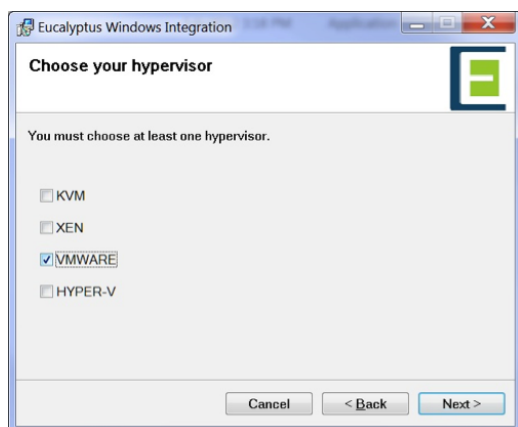 Eucalyptus Windows Integration
Choose your hypervisor
You must choose at least one hypervisor.
KVM
XEN
VMWARE
HYPER-V
Cancel
< Back
Next >